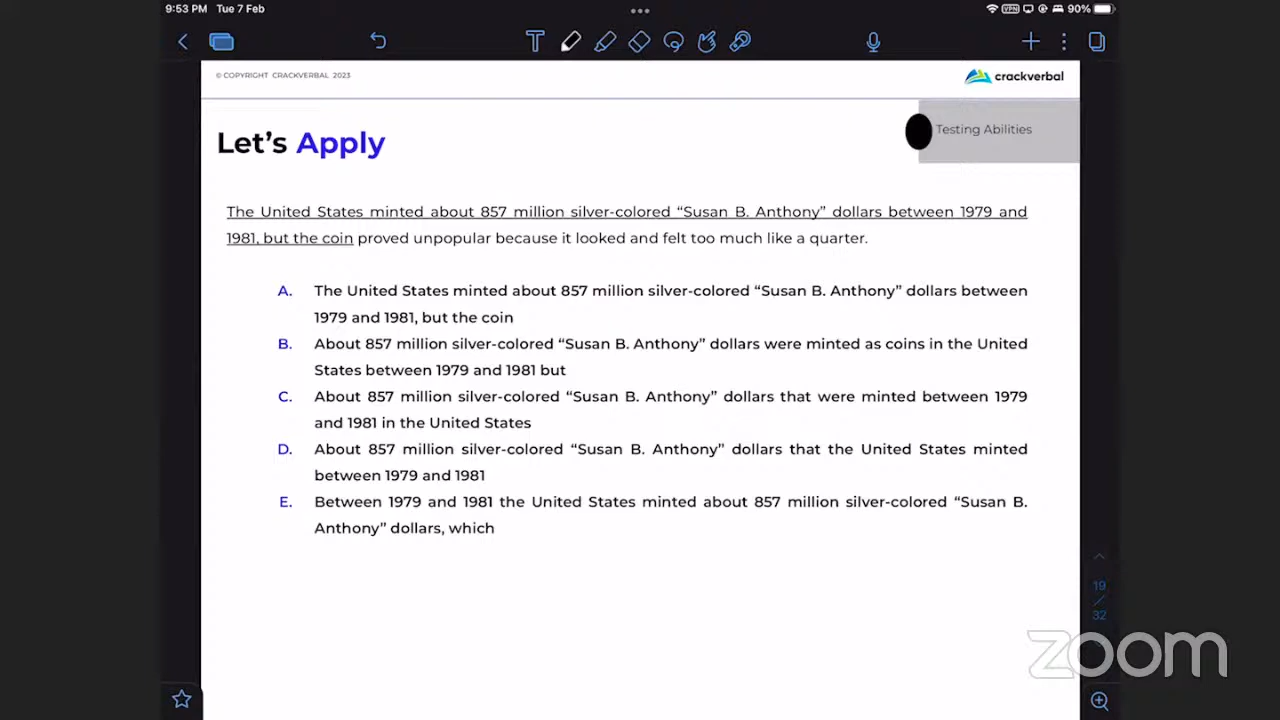 9:53 PM Tue 7 Feb
VPN 90%
T
© COPYRIGHT CRACKVERBAL 2023
crackverbal
Testing Abilities
Let's Apply
The United States minted about 857 million silver-colored “Susan B. Anthony” dollars between 1979 and
1981, but the coin proved unpopular because it looked and felt too much like a quarter.
A. The United States minted about 857 million silver-colored “Susan B. Anthony” dollars between
1979 and 1981, but the coin
B. About 857 million silver-colored “Susan B. Anthony” dollars were minted as coins in the United
States between 1979 and 1981 but
C. About 857 million silver-colored “Susan B. Anthony” dollars that were minted between 1979
and 1981 in the United States
D. About 857 million silver-colored “Susan B. Anthony” dollars that the United States minted
between 1979 and 1981
E. Between 1979 and 1981 the United States minted about 857 million silver-colored “Susan B.
Anthony” dollars, which
19
/
32
zoom